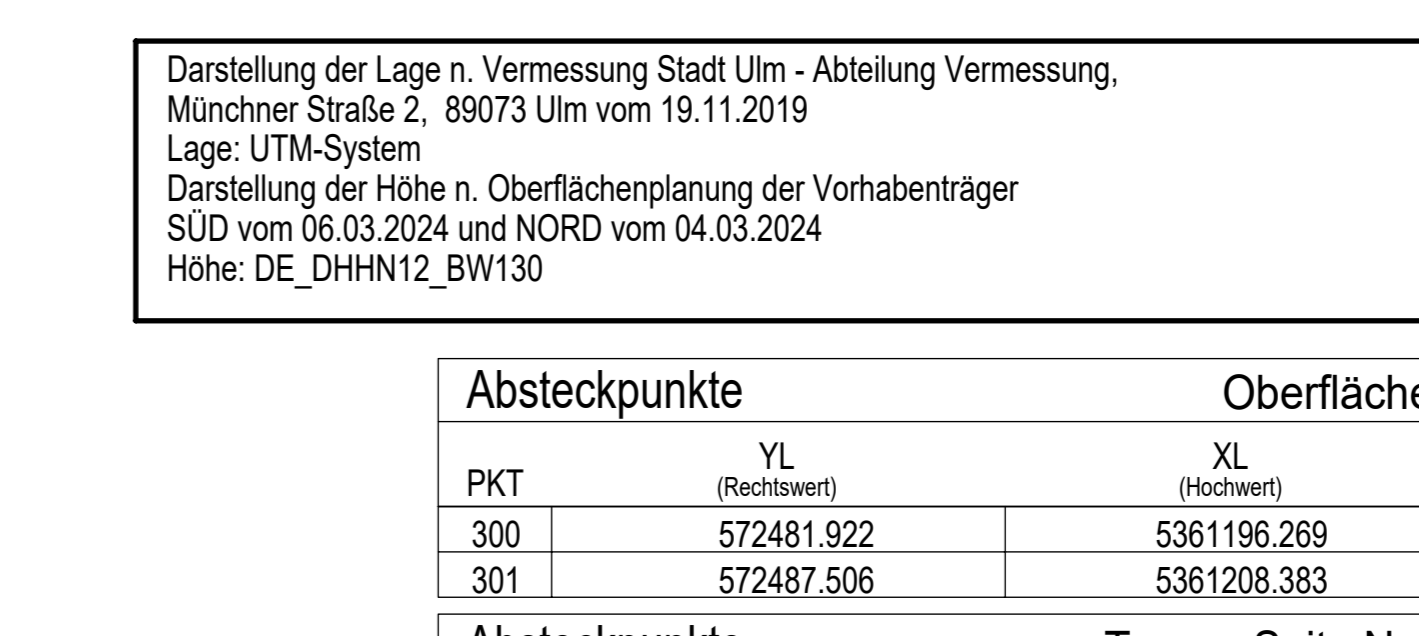 Darstellung der Lage n. Vermessung Stadt Ulm - Abteilung Vermessung,
Münchner Straße 2, 89073 Ulm vom 19.11.2019
Lage: UTM-System
Darstellung der Höhe n. Oberflächenplanung der Vorhabenträger
SÜD vom 06.03.2024 und NORD vom 04.03.2024
Höhe: DE_DHHN12_BW130
Absteckpunkte Oberfläche
PKT YL XL
(Rechtswert) (Hochwert)
300 572481.922 5361196.269
301 572487.506 5361208.383
Absteckpunkte